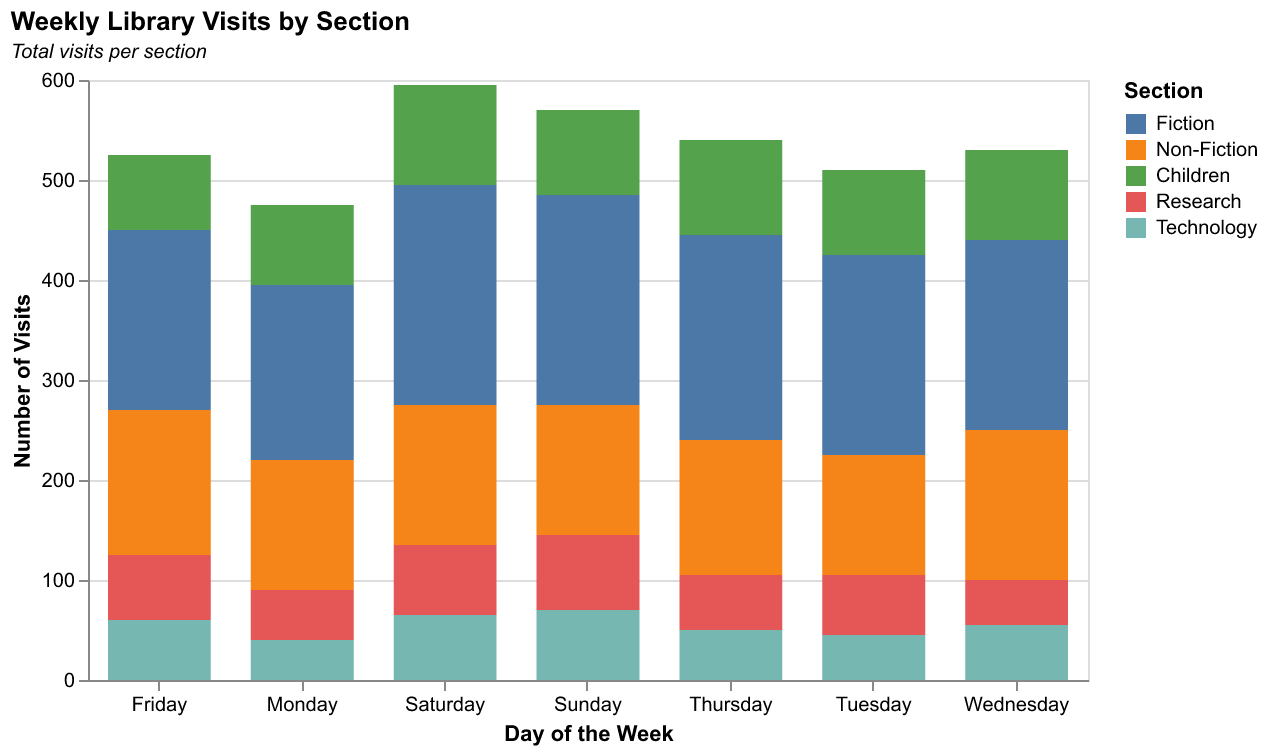 Weekly Library Visits by Section
Total visits per section
600
500
400
300
200
100
0
Number of Visits
Friday
Monday
Saturday
Sunday
Thursday
Tuesday
Wednesday
Day of the Week
Section
Fiction
Non-Fiction
Children
Research
Technology